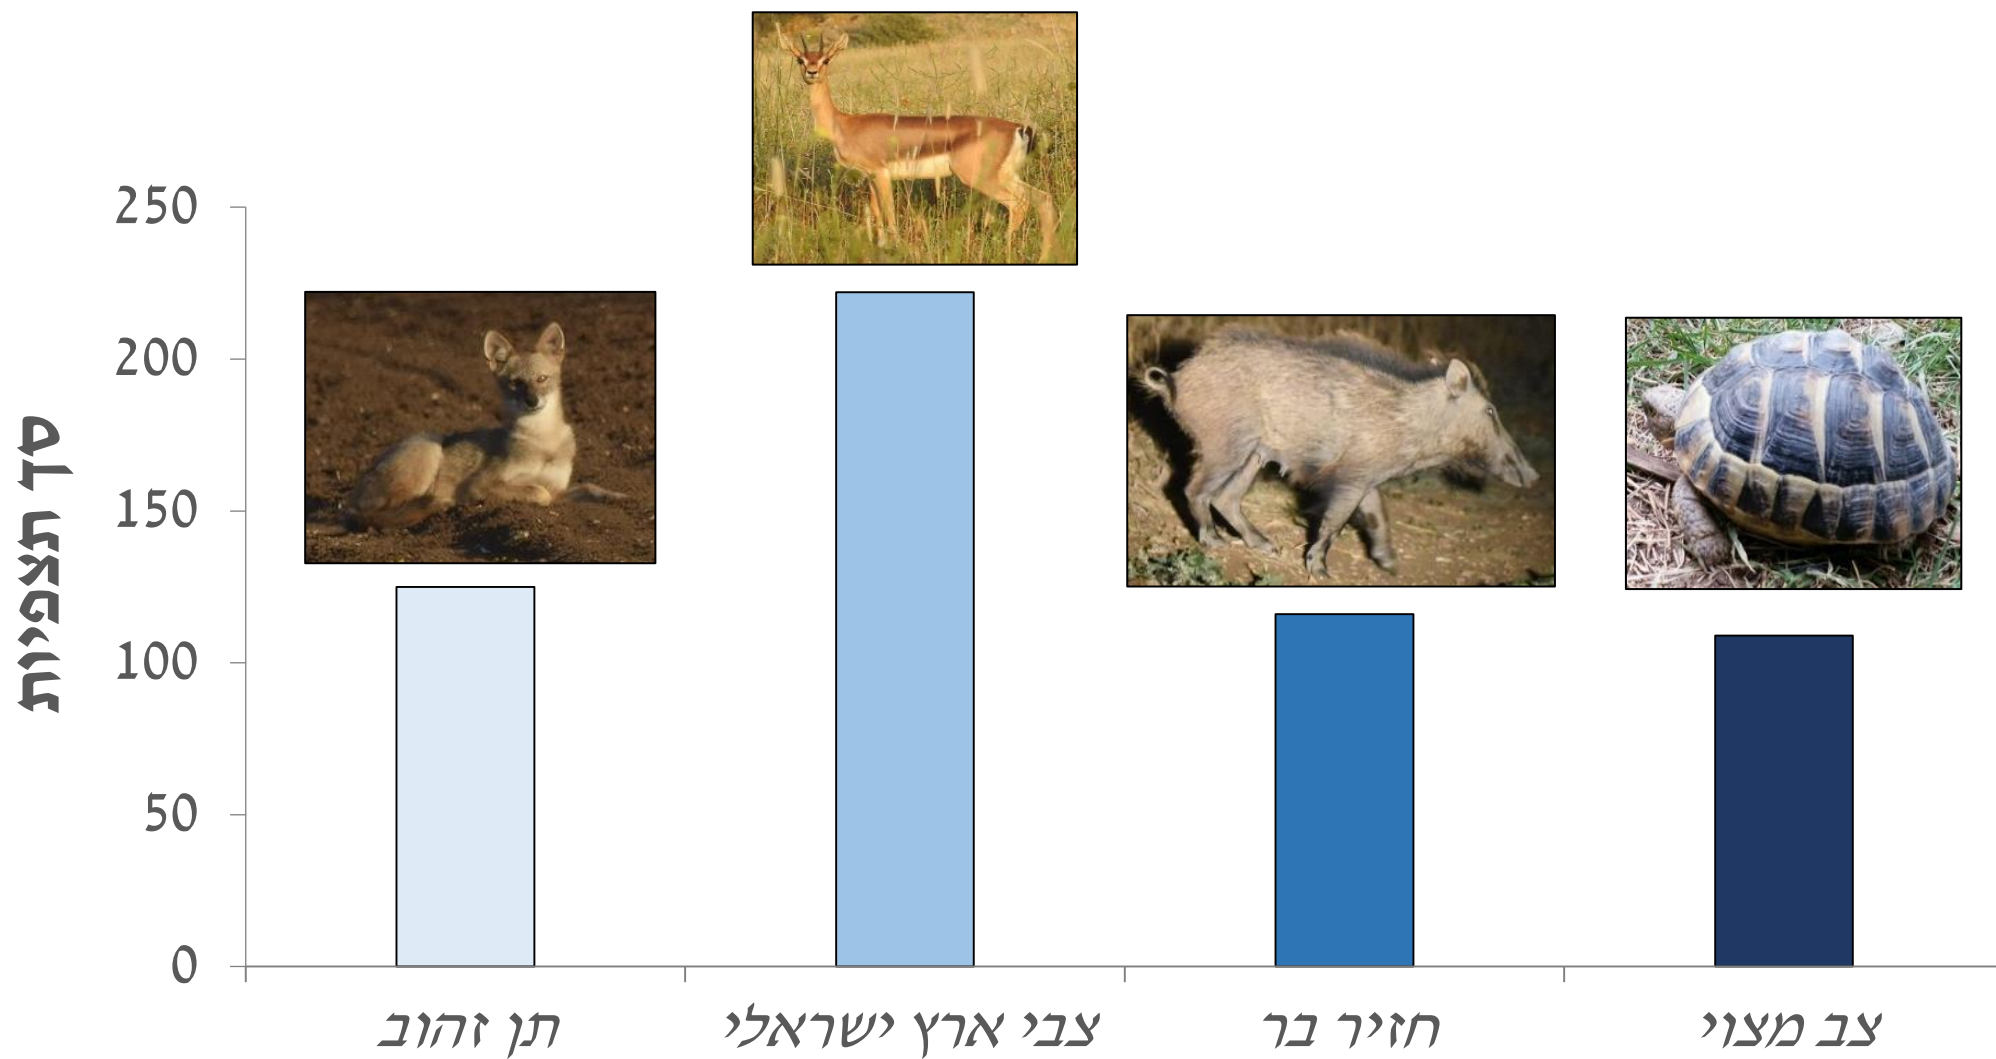 סך תצפיות
250
200
150
100
50
0
תן זהוב
צבי ארץ ישראלי
חזיר בר
צב מצוי